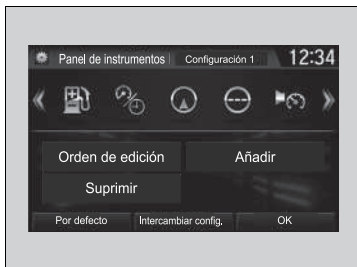 Panel de instrumentos Configuración 1 12:34
Orden de edición Añadir
Suprimir
Por defecto Intercambiar config. OK